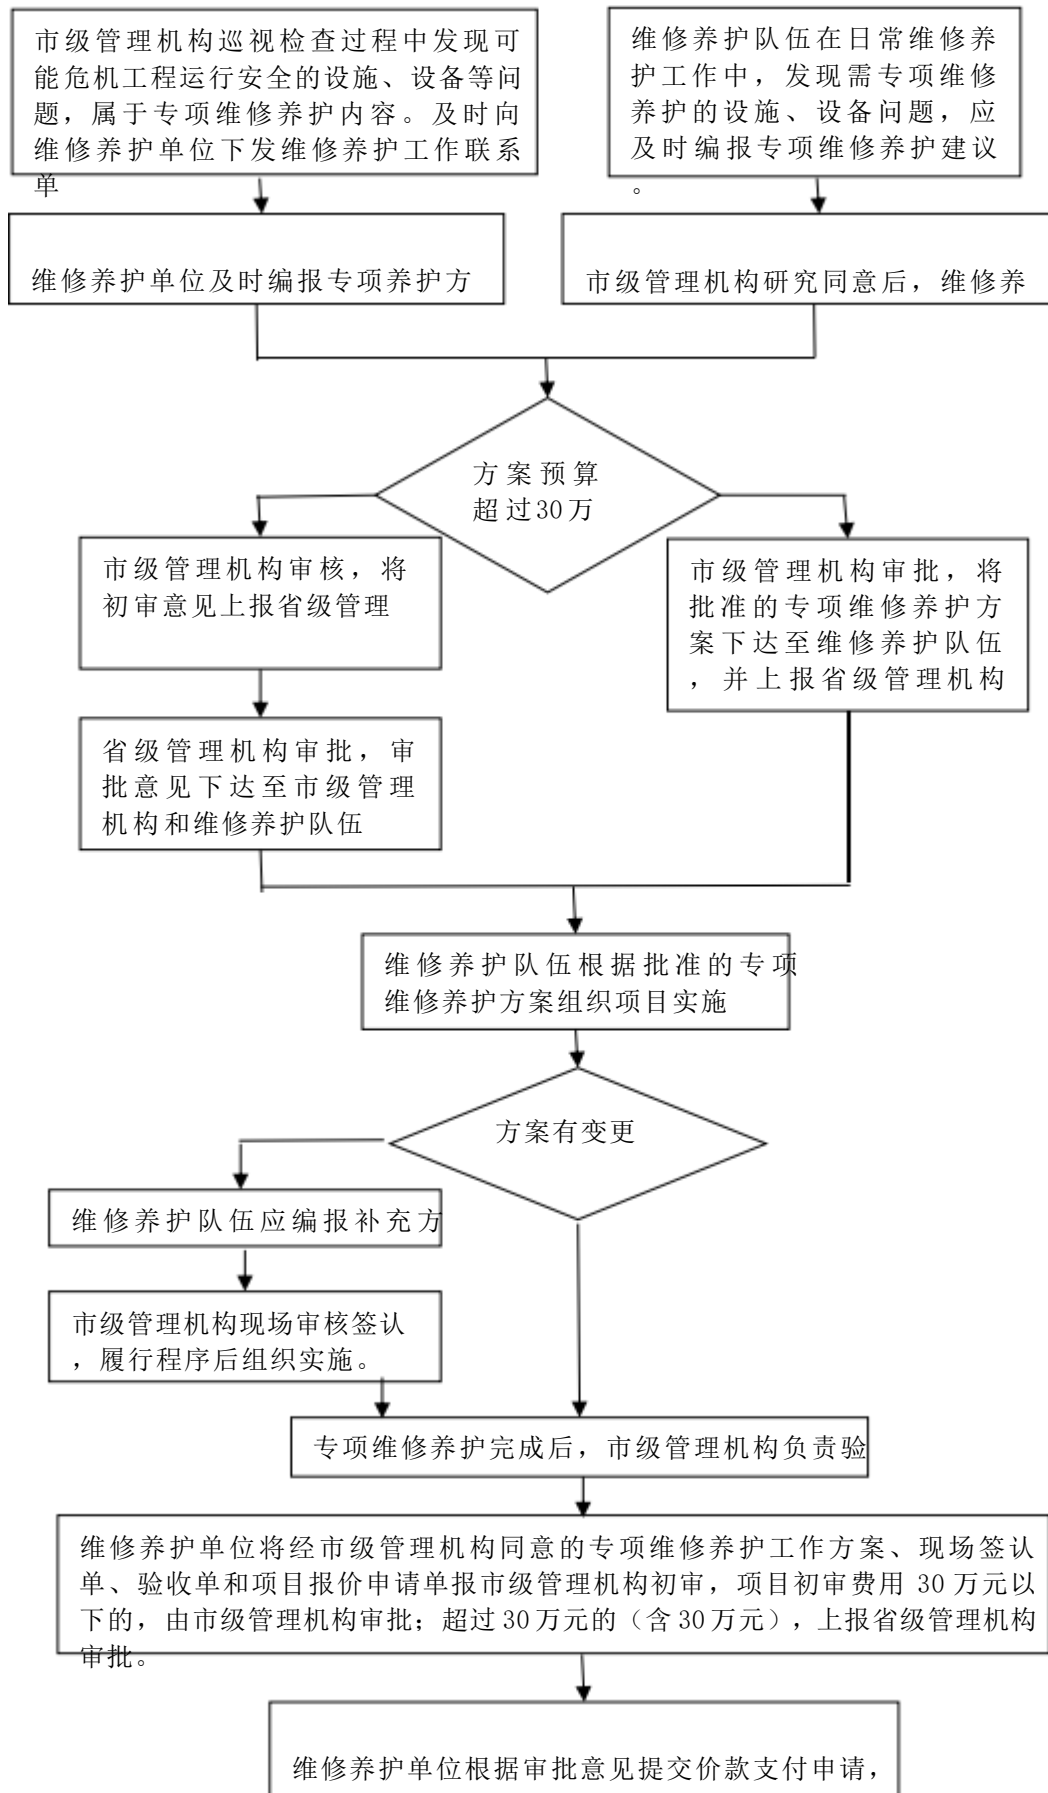 市级管理机构巡视检查过程中发现可
能危机工程运行安全的设施、设备等问
题，属于专项维修养护内容。及时向
维修养护单位下发维修养护工作联系
单
维修养护队伍在日常维修养
护工作中，发现需专项维修
养护的设施、设备问题，应
及时编报专项维修养护建议
。
维修养护单位及时编报专项养护方
市级管理机构研究同意后，维修养
方案预算
超过30万
市级管理机构审核，将
初审意见上报省级管理
市级管理机构审批，将
批准的专项维修养护方
案下达至维修养护队伍
，并上报省级管理机构
省级管理机构审批，审
批意见下达至市级管理
机构和维修养护队伍
维修养护队伍根据批准的专项
维修养护方案组织项目实施
方案有变更
维修养护队伍应编报补充方
市级管理机构现场审核签认
，履行程序后组织实施。
专项维修养护完成后，市级管理机构负责验
维修养护单位将经市级管理机构同意的专项维修养护工作方案、现场签认
单、验收单和项目报价申请单报市级管理机构初审，项目初审费用 30 万元以
下的，由市级管理机构审批；超过 30 万元的（含 30 万元），上报省级管理机构
审批。
维修养护单位根据审批意见提交价款支付申请，